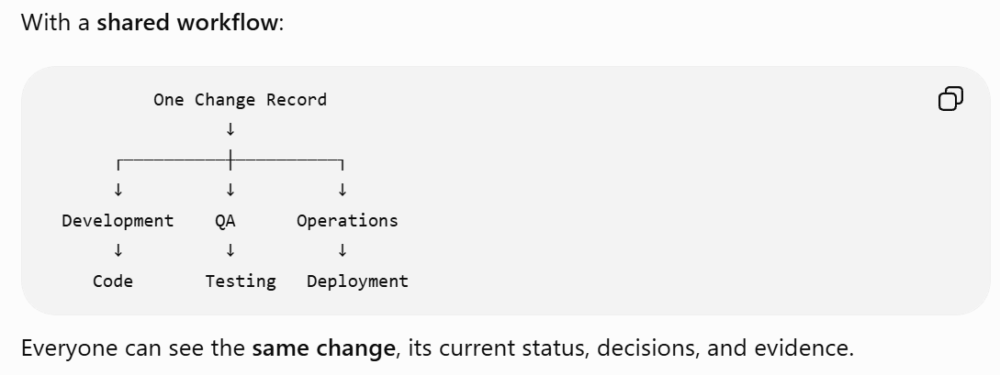 With a shared workflow:
One Change Record
↓
┌───────────┼───────────┐
↓ ↓ ↓
Development QA Operations
↓ ↓ ↓
Code Testing Deployment
Everyone can see the same change, its current status, decisions, and evidence.